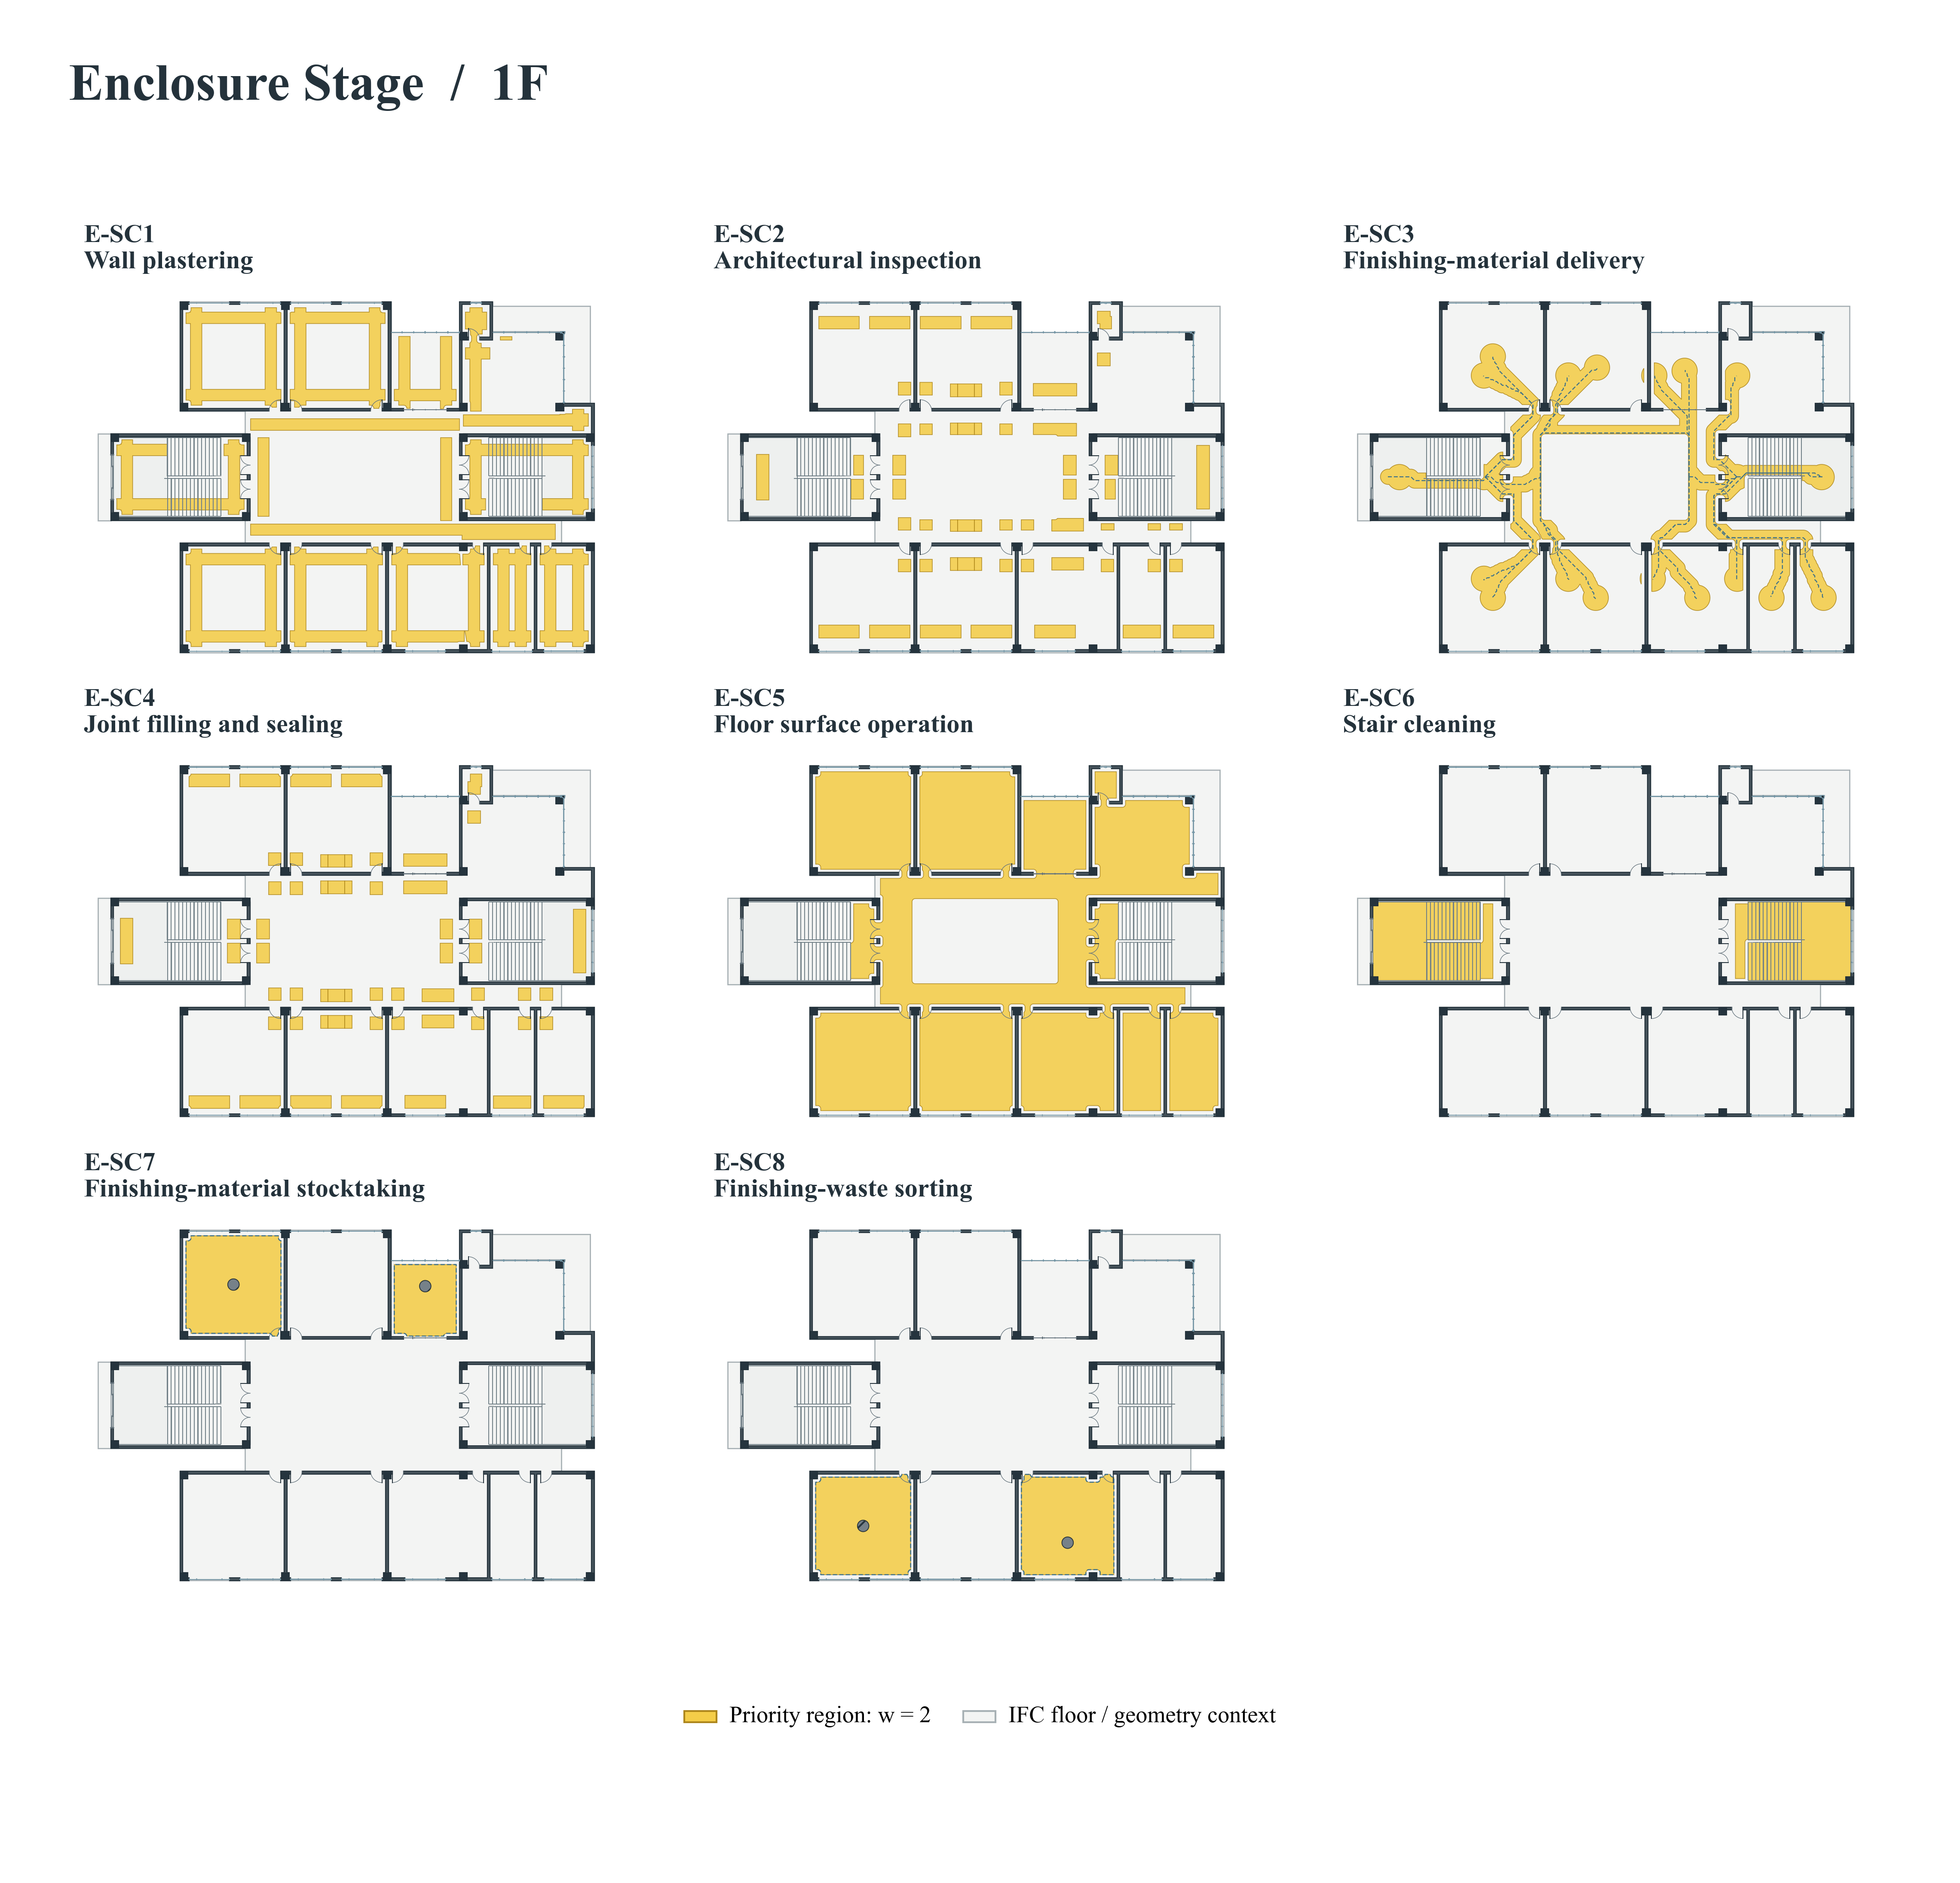 Enclosure Stage / 1F
E-SC1
Wall plastering
E-SC2
Architectural inspection
E-SC3
Finishing-material delivery
E-SC4
Joint filling and sealing
E-SC5
Floor surface operation
E-SC6
Stair cleaning
E-SC7
Finishing-material stocktaking
E-SC8
Finishing-waste sorting
Priority region: w = 2
IFC floor / geometry context